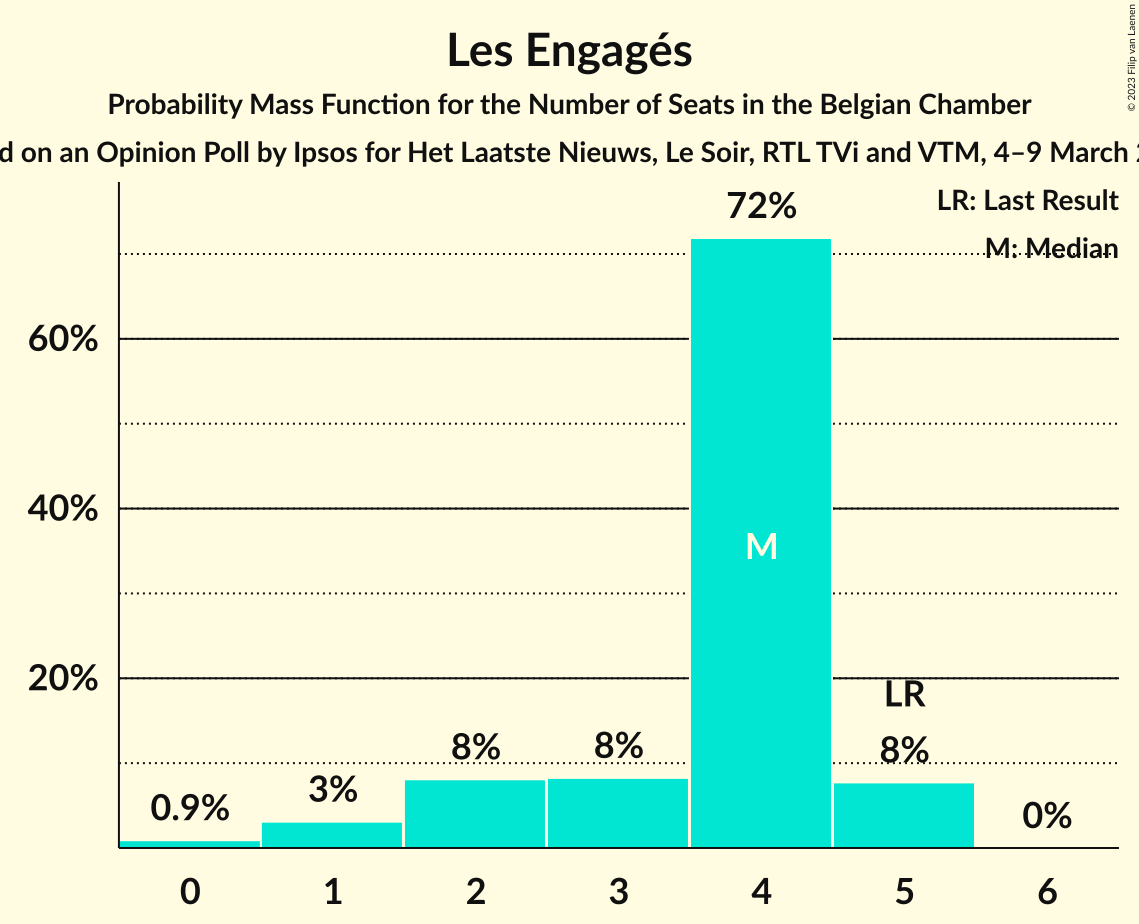 Les Engagés
Probability Mass Function for the Number of Seats in the Belgian Chamber
on an Opinion Poll by Ipsos for Het Laatste Nieuws, Le Soir, RTL TVi and VTM, 4–9 March
© 2023 Filip van Laenen
LR: Last Result
M: Median
72%
60%
40%
M
20%
LR
8%
8%
8%
3%
0.9%
0%
0 1 2 3 4 5 6